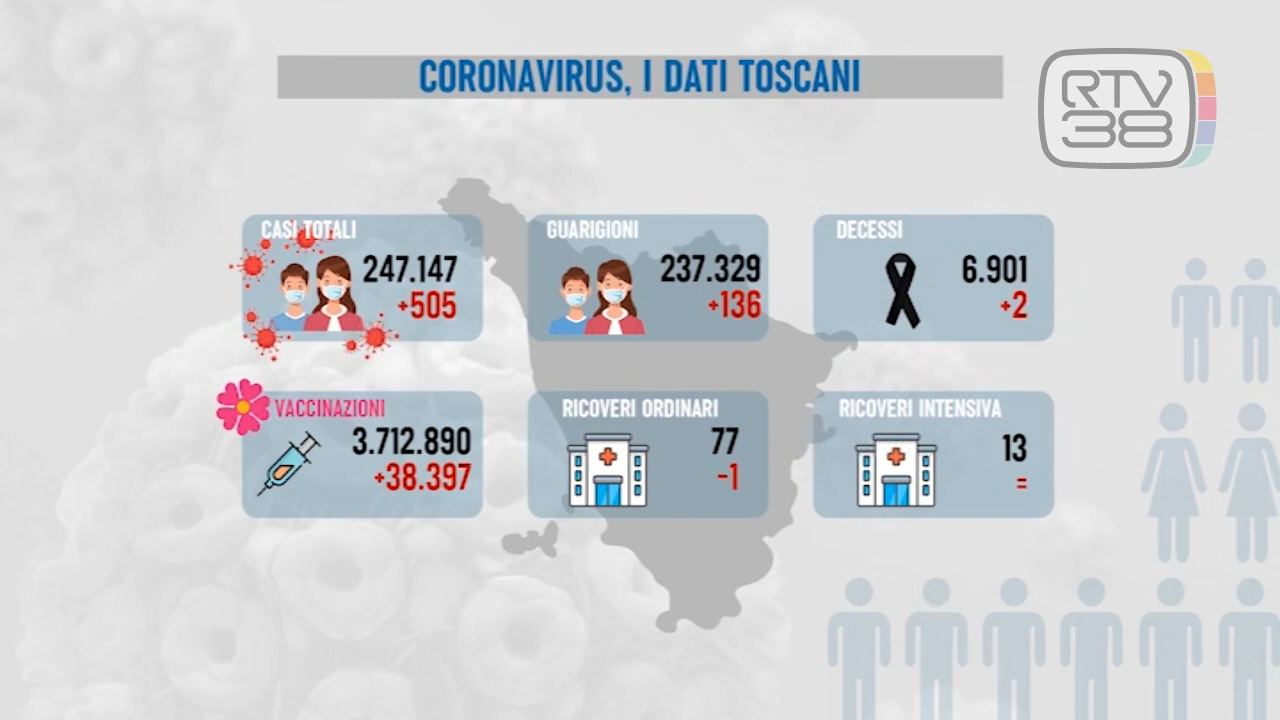 CORONAVIRUS, I DATI TOSCANI
RTV
38
CASI TOTALI
247.147
+505
GUARIGIONI
237.329
+136
DECESSI
6.901
+2
VACCINAZIONI
3.712.890
+38.397
RICOVERI ORDINARI
77
-1
RICOVERI INTENSIVA
13
=